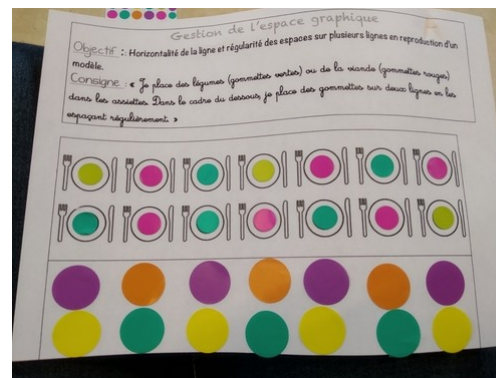 Gestion de l'espace graphique
Objectif : Horizontalité de la ligne et régularité des espaces sur plusieurs lignes en reproduction d'un
modèle.
Consigne : « Je place des légumes (gommettes vertes) ou de la viande (gommettes rouges)
dans les assiettes. Dans le cadre du dessous, je place des gommettes sur deux lignes en les
espaçant régulièrement. »